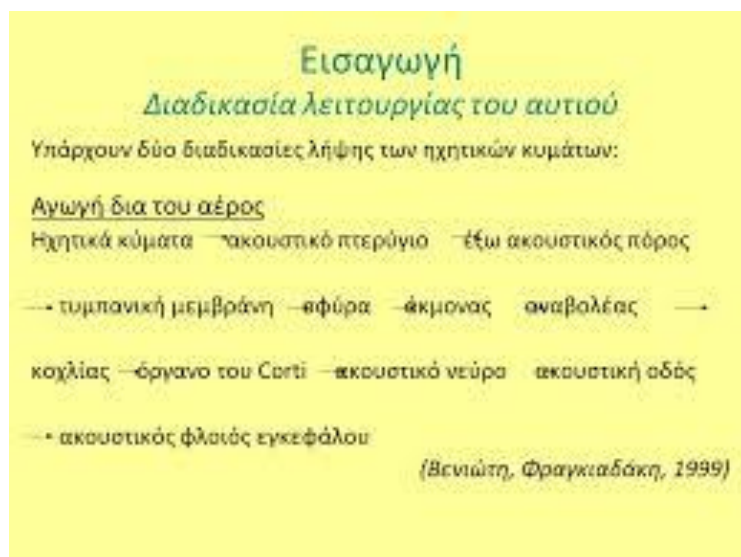 Εισαγωγή
Διαδικασία λειτουργίας του αυτιού
Υπάρχουν δύο διαδικασίες λήψης των ηχητικών κυμάτων:
Αγωγή δια του αέρος
Ηχητικά κύματα → ακουστικό πτερύγιο → έξω ακουστικός πόρος
→ τυμπανική μεμβράνη → σφύρα → άκμονας αναβολέας →
κοχλίας → όργανο του Corti → ακουστικό νεύρο ακουστική οδός
→ ακουστικός φλοιός εγκεφάλου
(Βενιώτη, Φραγκιαδάκη, 1999)